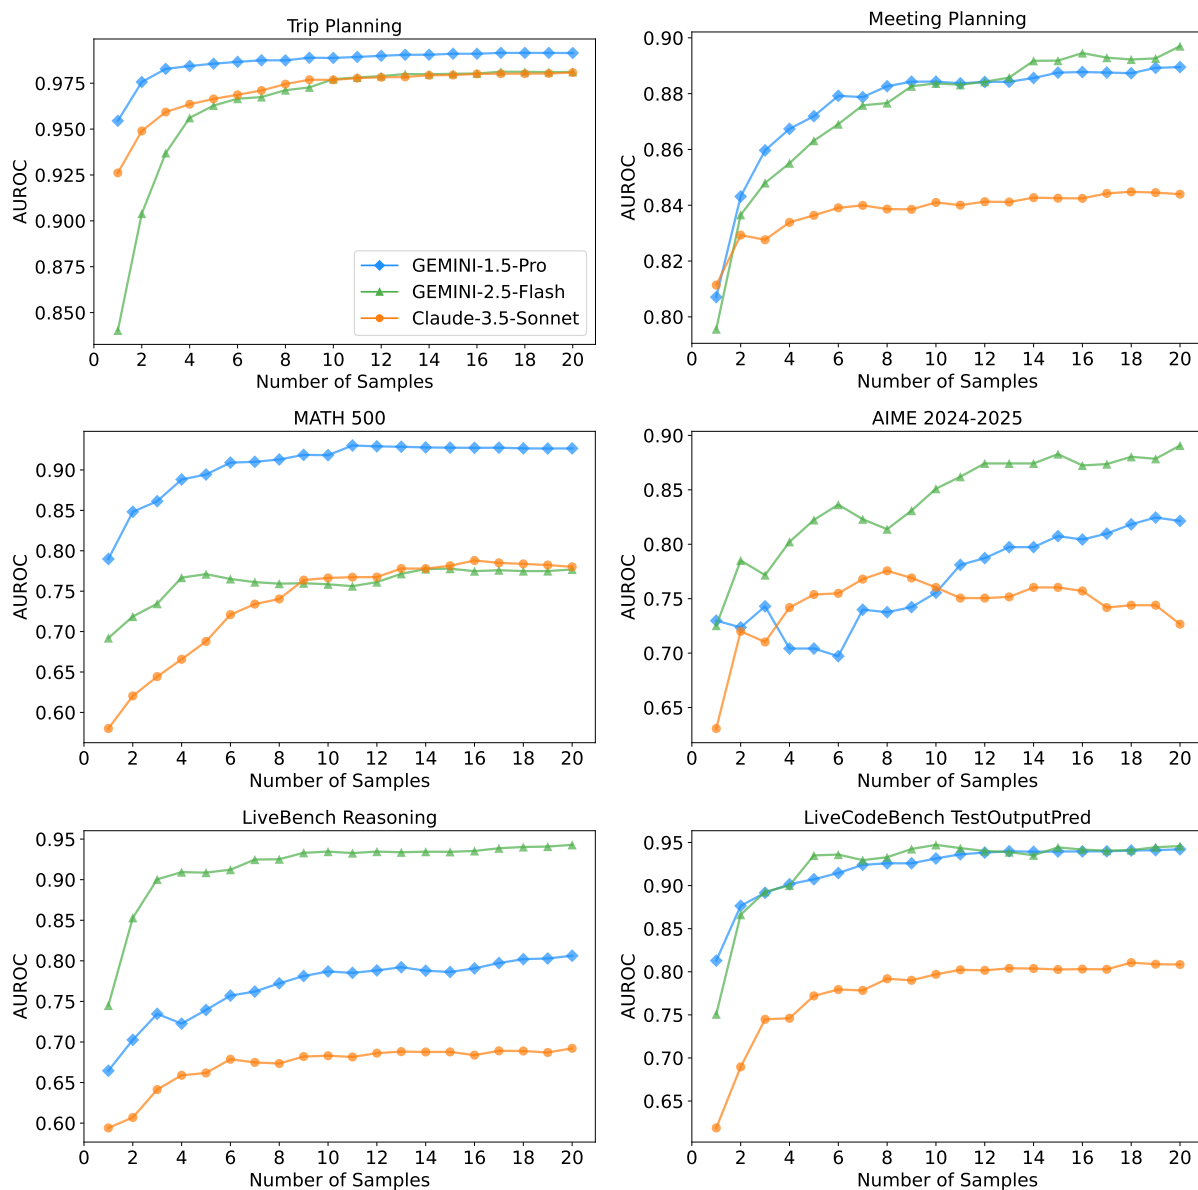 Trip Planning
0.975
0.950
0.925
0.900
0.875
0.850
AUROC
GEMINI-1.5-Pro
GEMINI-2.5-Flash
Claude-3.5-Sonnet
0 2 4 6 8 10 12 14 16 18 20
Number of Samples
Meeting Planning
0.90
0.88
0.86
0.84
0.82
0.80
AUROC
0 2 4 6 8 10 12 14 16 18 20
Number of Samples
MATH 500
0.90
0.85
0.80
0.75
0.70
0.65
0.60
AUROC
0 2 4 6 8 10 12 14 16 18 20
Number of Samples
AIME 2024-2025
0.90
0.85
0.80
0.75
0.70
0.65
AUROC
0 2 4 6 8 10 12 14 16 18 20
Number of Samples
LiveBench Reasoning
0.95
0.90
0.85
0.80
0.75
0.70
0.65
0.60
AUROC
0 2 4 6 8 10 12 14 16 18 20
Number of Samples
LiveCodeBench TestOutputPred
0.95
0.90
0.85
0.80
0.75
0.70
0.65
AUROC
0 2 4 6 8 10 12 14 16 18 20
Number of Samples